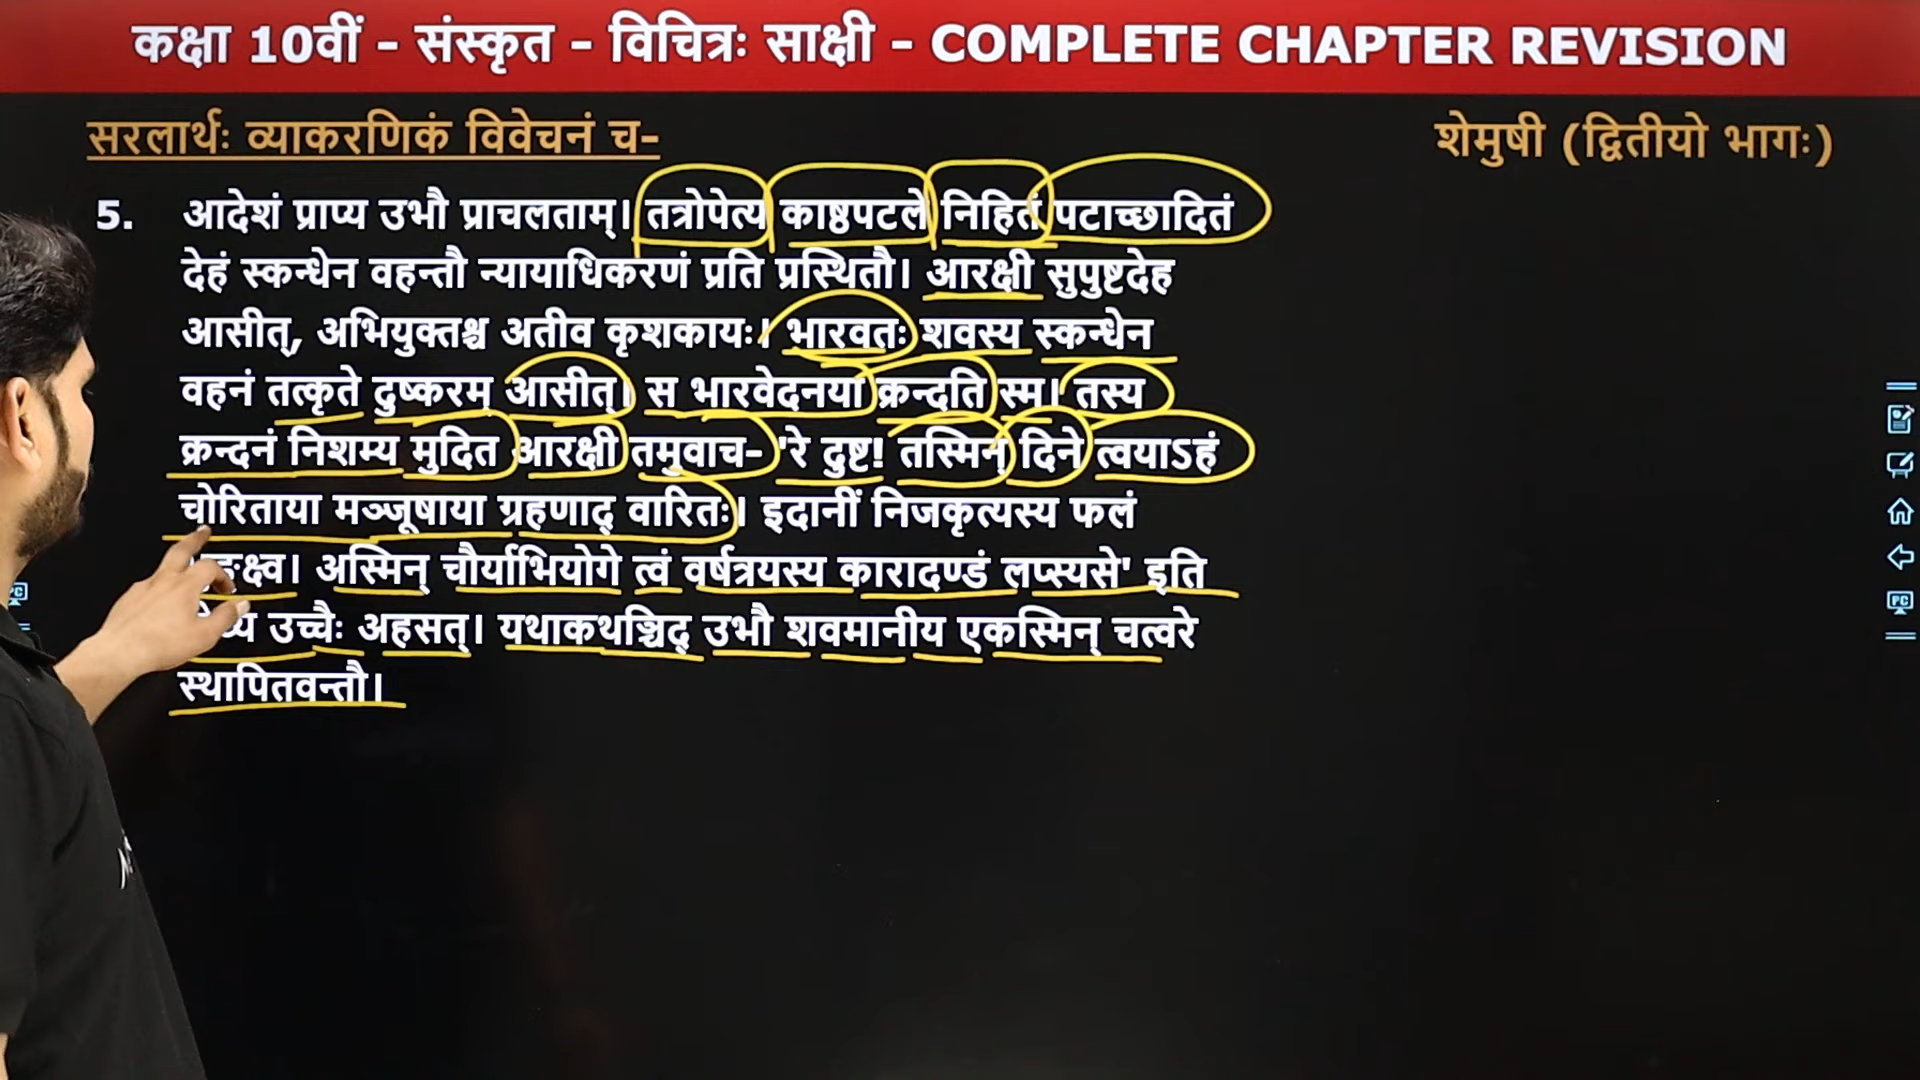 कक्षा 10वीं - संस्कृत - विचित्रः साक्षी - COMPLETE CHAPTER REVISION
सरलार्थः व्याकरणिकं विवेचनं च-
शेमुषी (द्वितीयो भागः)
5. आदेशं प्राप्य उभौ प्राचलताम्। तत्रोपेत्य काष्ठपटले निहितं पटाच्छादितं
देहं स्कन्धेन वहन्तौ न्यायाधिकरणं प्रति प्रस्थितौ। आरक्षी सुपुष्टदेह
आसीत्, अभियुक्तश्च अतीव कृशकायः। भारवतः शवस्य स्कन्धेन
वहनं तत्कृते दुष्करम् आसीत्। स भारवेदनया क्रन्दति स्म। तस्य
क्रन्दनं निशम्य मुदित आरक्षी तमुवाच- 'रे दुष्ट! तस्मिन् दिने त्वयाऽहं
चोरिताया मञ्जूषाया ग्रहणाद् वारितः। इदानीं निजकृत्यस्य फलं
अस्मिन् चौर्याभियोगे त्वं वर्षत्रयस्य कारादण्डं लप्स्यसे' इति
उच्चैः अहसत्। यथाकथञ्चिद् उभौ शवमानीय एकस्मिन् चत्वरे
स्थापितवन्तौ।
PC